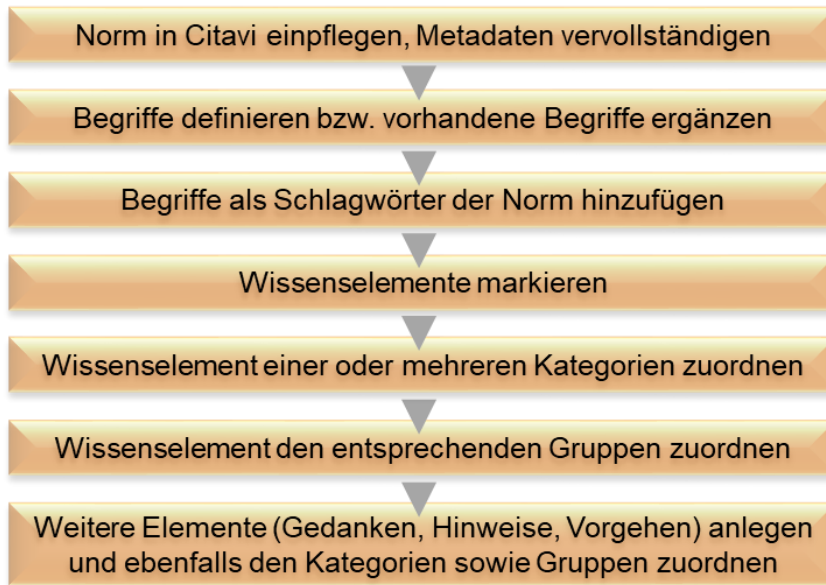 Norm in Citavi einpflegen, Metadaten vervollständigen
Begriffe definieren bzw. vorhandene Begriffe ergänzen
Begriffe als Schlagwörter der Norm hinzufügen
Wissenselemente markieren
Wissenselement einer oder mehreren Kategorien zuordnen
Wissenselement den entsprechenden Gruppen zuordnen
Weitere Elemente (Gedanken, Hinweise, Vorgehen) anlegen
und ebenfalls den Kategorien sowie Gruppen zuordnen